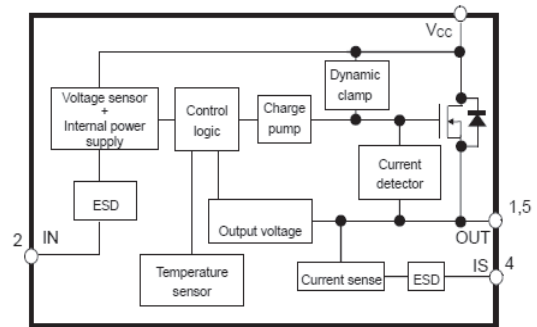 Vcc
Dynamic
clamp
Voltage sensor
+
Internal power
supply
Control
logic
Charge
pump
Current
detector
ESD
1,5
2 IN
Output voltage
OUT
Temperature
sensor
Current sense
ESD
IS 4